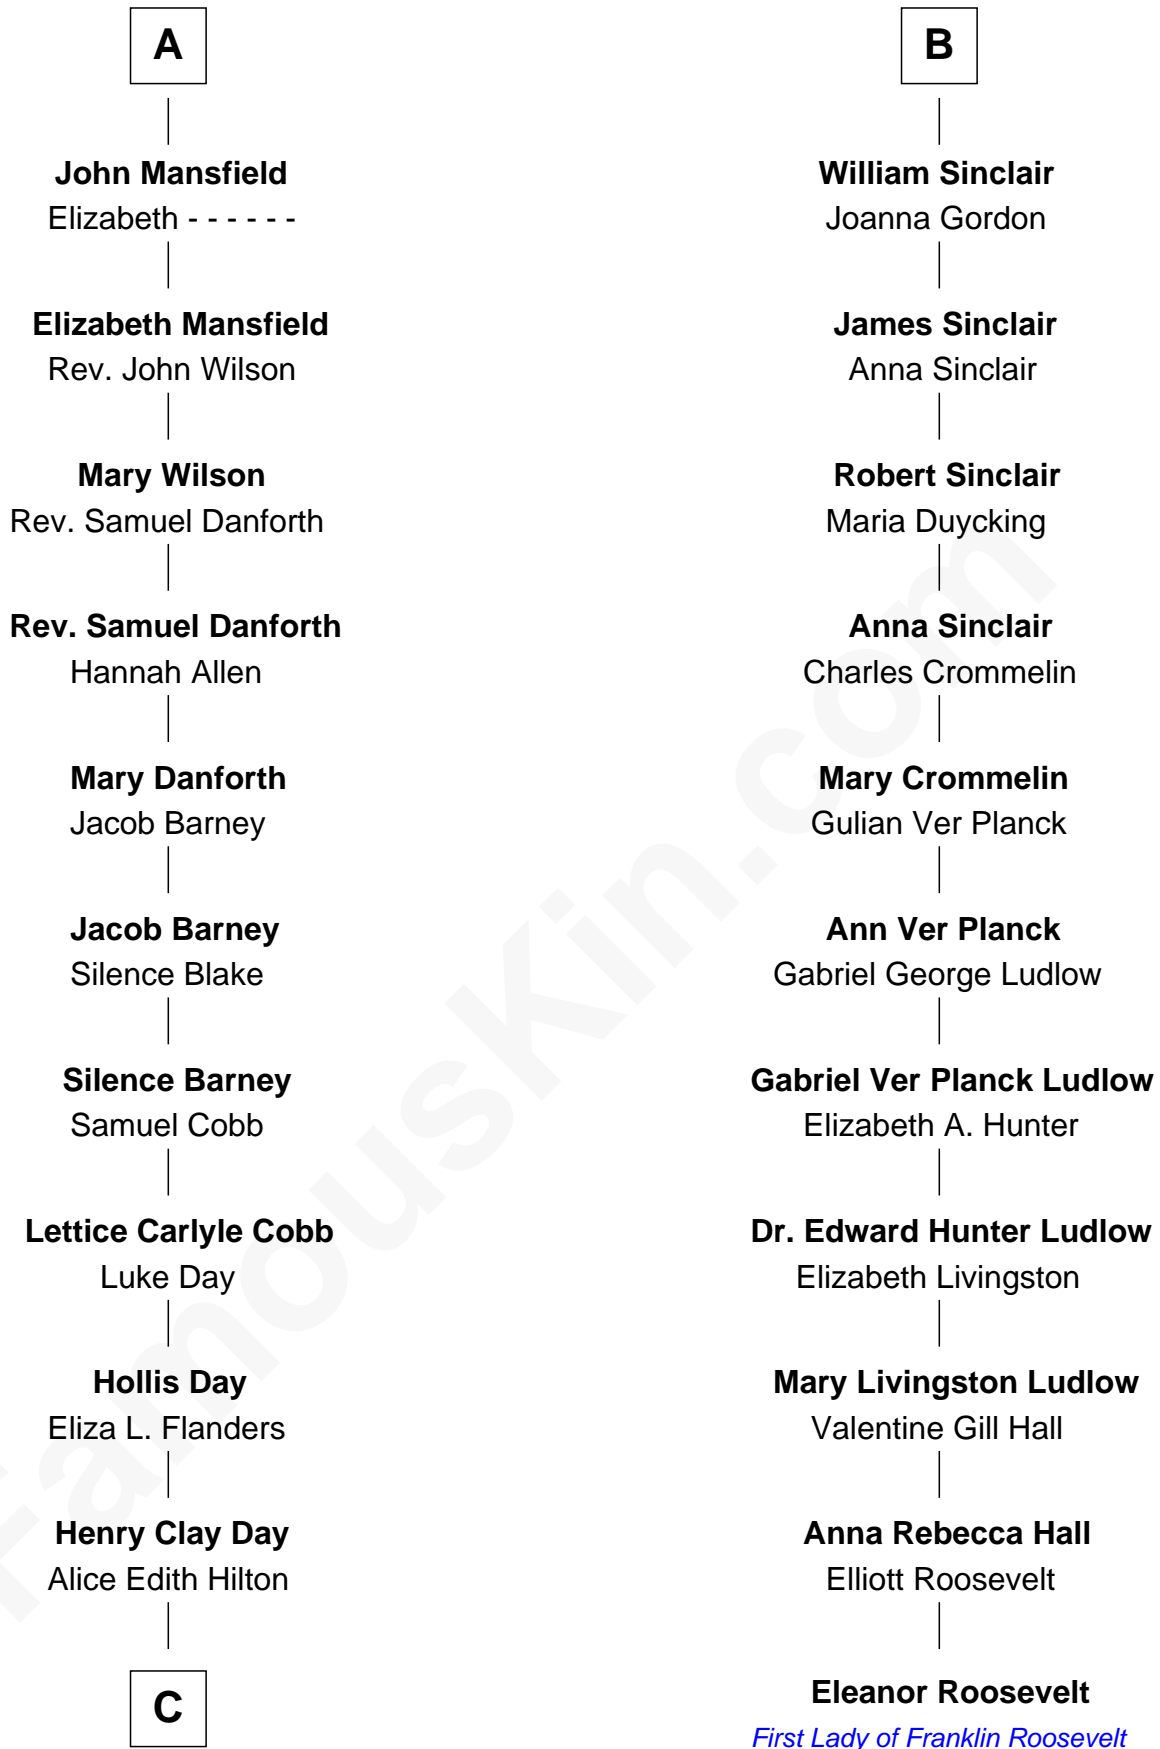 A
John Mansfield
Elizabeth - - - - - -
Elizabeth Mansfield
Rev. John Wilson
Mary Wilson
Rev. Samuel Danforth
Rev. Samuel Danforth
Hannah Allen
Mary Danforth
Jacob Barney
Jacob Barney
Silence Blake
Silence Barney
Samuel Cobb
Lettice Carlyle Cobb
Luke Day
Hollis Day
Eliza L. Flanders
Henry Clay Day
Alice Edith Hilton
C
B
William Sinclair
Joanna Gordon
James Sinclair
Anna Sinclair
Robert Sinclair
Maria Duycking
Anna Sinclair
Charles Crommelin
Mary Crommelin
Gulian Ver Planck
Ann Ver Planck
Gabriel George Ludlow
Gabriel Ver Planck Ludlow
Elizabeth A. Hunter
Dr. Edward Hunter Ludlow
Elizabeth Livingston
Mary Livingston Ludlow
Valentine Gill Hall
Anna Rebecca Hall
Elliott Roosevelt
Eleanor Roosevelt
First Lady of Franklin Roosevelt
FamousKin.com